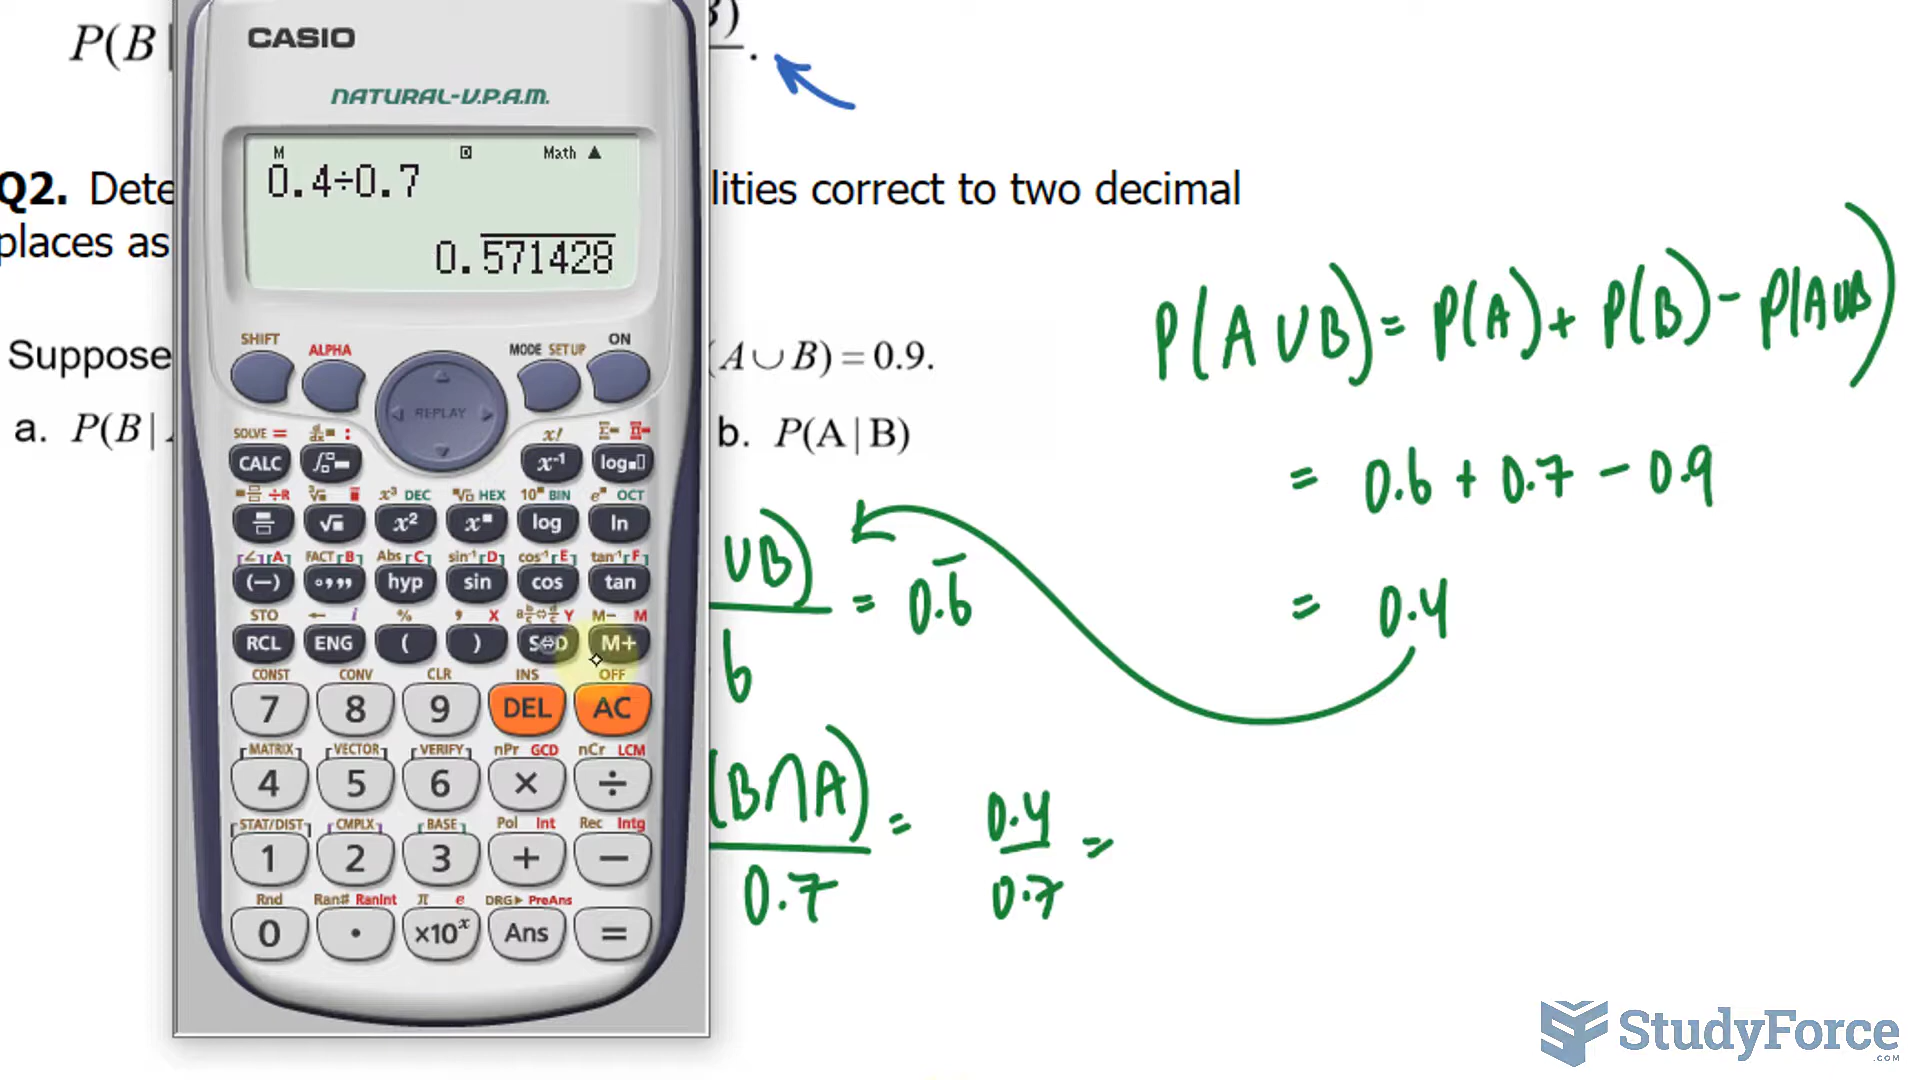 P(B |
B)
.
CASIO
NATURAL-V.P.A.M.
M D Math ▲
0.4÷0.7
0.571428
Q2. Dete lities correct to two decimal
places as
Suppose (A ∪ B) = 0.9.
a. P(B | b. P(A | B)
P(A ∪ B) = P(A) + P(B) - P(A∪B)
= 0.6 + 0.7 - 0.9
= 0.4
∪B) = 0.6̅
6
(B∩A) = 0.4 =
0.7 0.7
SHIFT ALPHA MODE SETUP ON
REPLAY
SOLVE = d/dx : x! Σ Π
CALC ∫ x⁻¹ log
÷R ³√ x³ DEC √ HEX 10 BIN e OCT
√ x² x log ln
∠ A FACT B Abs C sin⁻¹ D cos⁻¹ E tan⁻¹ F
(−) °,,, hyp sin cos tan
STO ← i % , X a b/c⇔d/c Y M− M
RCL ENG ( ) S⇔D M+
CONST CONV CLR INS OFF
7 8 9 DEL AC
MATRIX VECTOR VERIFY nPr GCD nCr LCM
4 5 6 × ÷
STAT/DIST CMPLX BASE Pol Int Rec Intg
1 2 3 + −
Rnd Ran# RanInt π e DRG▶ PreAns
0 . ×10ˣ Ans =
StudyForce
.COM